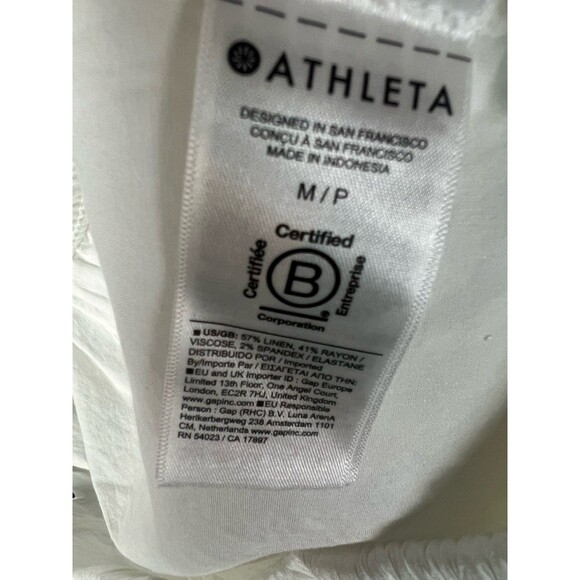 ATHLETA
DESIGNED IN SAN FRANCISCO
CONÇU À SAN FRANCISCO
MADE IN INDONESIA
M / P
Certified
Certifiée
B
Entreprise
®
Corporation
■ US/GB: 57% LINEN, 41% RAYON /
VISCOSE, 2% SPANDEX / ELASTANE
DISTRIBUIDO POR / Imported
By/Importe Par / ΕΙΣΑΓΕΤΑΙ ΑΠΟ ΤΗΝ:
■ EU and UK Importer ID : Gap Europe
Limited 13th Floor, One Angel Court,
London, EC2R 7HJ, United Kingdom
www.gapinc.com ■ EU Responsible
Person : Gap (RHC) B.V. Luna ArenA
Herikerbergweg 238 Amsterdam 1101
CM, Netherlands www.gapinc.com
RN 54023 / CA 17897